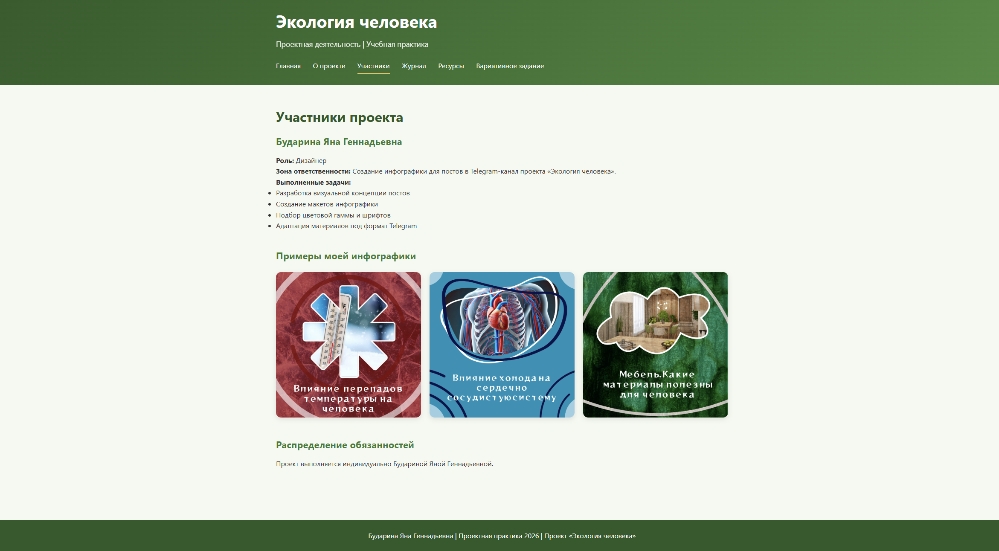 Экология человека
Проектная деятельность | Учебная практика
Главная О проекте Участники Журнал Ресурсы Вариативное задание
Участники проекта
Бударина Яна Геннадьевна
Роль: Дизайнер
Зона ответственности: Создание инфографики для постов в Telegram-канал проекта «Экология человека».
Выполненные задачи:
Разработка визуальной концепции постов
Создание макетов инфографики
Подбор цветовой гаммы и шрифтов
Адаптация материалов под формат Telegram
Примеры моей инфографики
Влияние перепадов
температуры на
человека
Влияние холода на
сердечно
сосудистуюсистему
Мебель.Какие
материалы полезны
для человека
Распределение обязанностей
Проект выполняется индивидуально Будариной Яной Геннадьевной.
Бударина Яна Геннадьевна | Проектная практика 2026 | Проект «Экология человека»